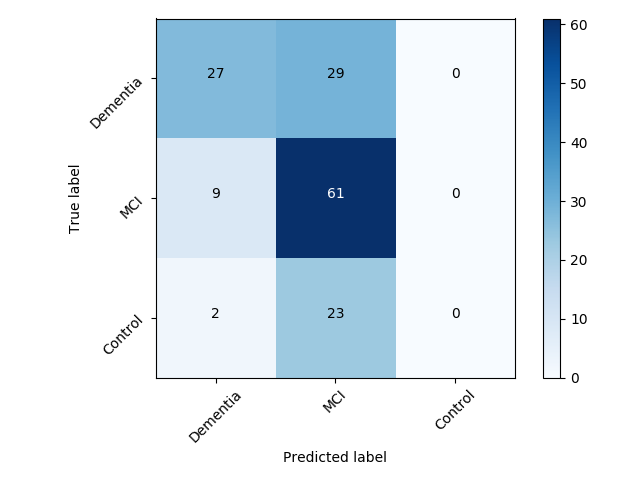 Dementia 27 29 0
MCI 9 61 0
Control 2 23 0
Dementia MCI Control
True label
Predicted label
60
50
40
30
20
10
0